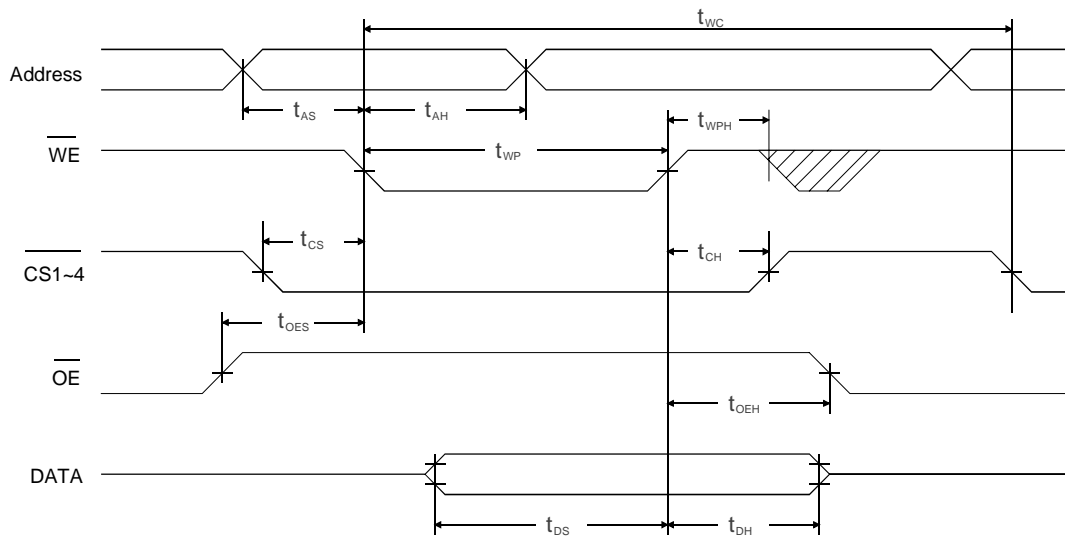 tWC
Address
tAS
tAH
tWPH
WE
tWP
tCS
tCH
CS1~4
tOES
OE
tOEH
DATA
tDS
tDH